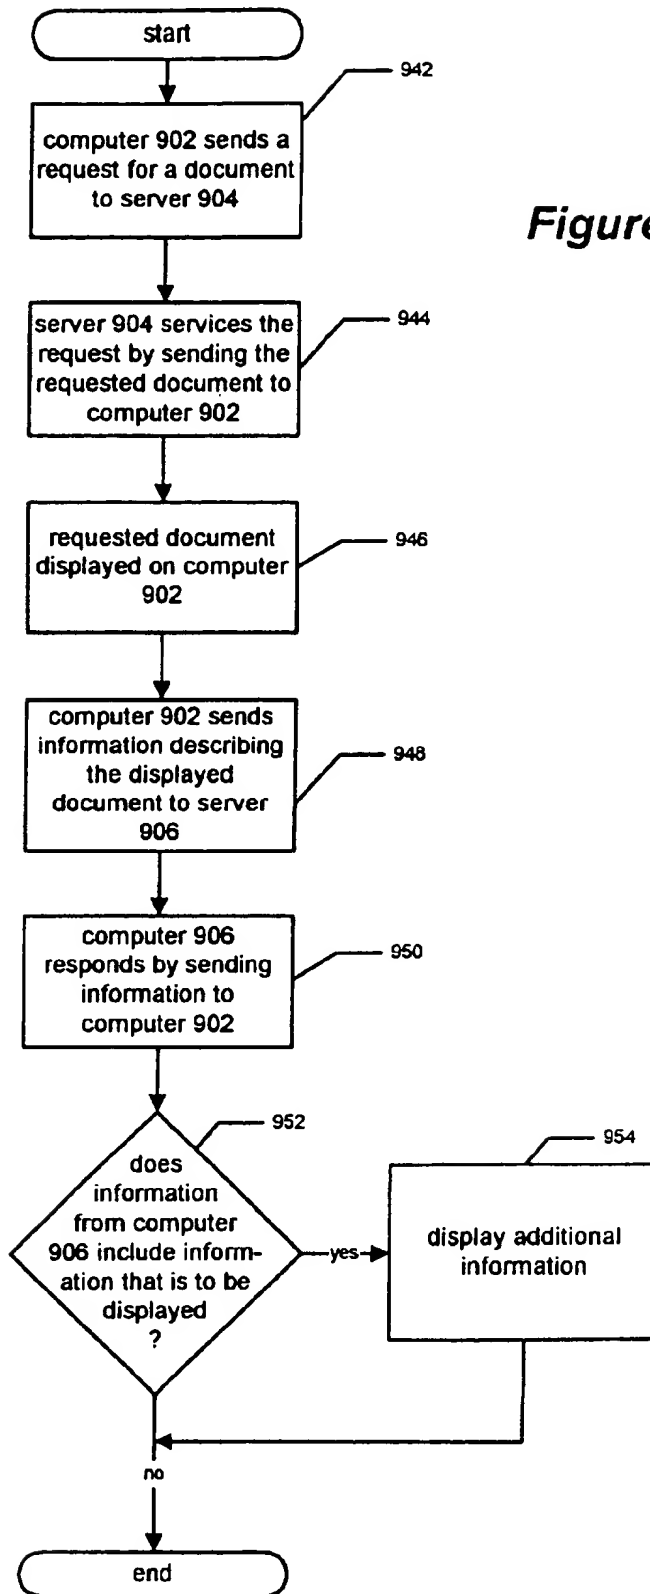 start
942
computer 902 sends a
request for a document
to server 904
Figure
944
server 904 services the
request by sending the
requested document to
computer 902
946
requested document
displayed on computer
902
948
computer 902 sends
information describing
the displayed
document to server
906
950
computer 906
responds by sending
information to
computer 902
952
does
information
from computer
906 include inform-
ation that is to be
displayed
?
yes
954
display additional
information
no
end